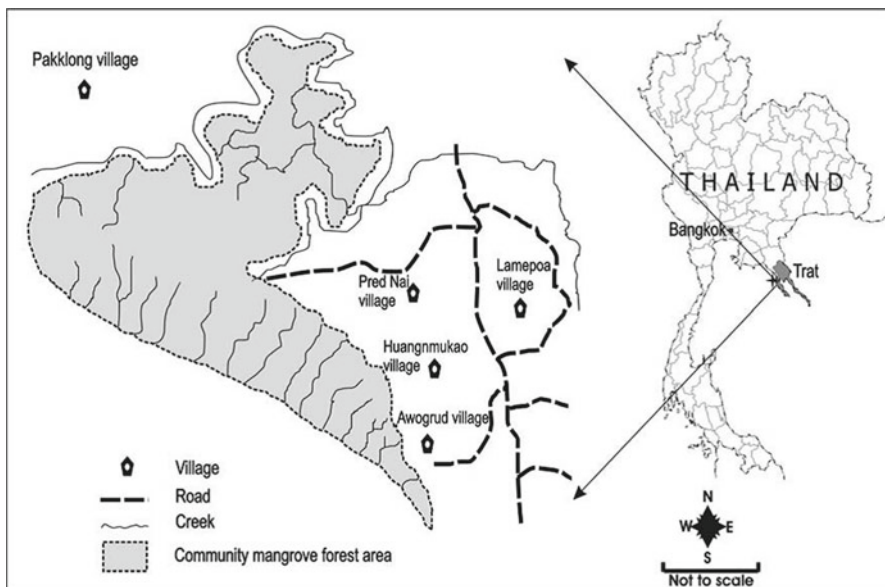 Pakklong village
THAILAND
Bangkok
Trat
Pred Nai
village
Lamepoa
village
Huangnmukao
village
Awogrud village
Village
Road
Creek
Community mangrove forest area
N
W E
S
Not to scale